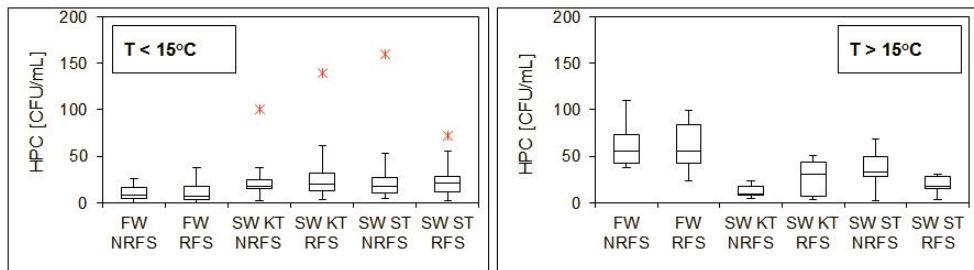 T < 15°C
HPC [CFU/mL]
200
150
100
50
0
FW NRFS
FW RFS
SW KT NRFS
SW KT RFS
SW ST NRFS
SW ST RFS
T > 15°C
HPC [CFU/mL]
200
150
100
50
0
FW NRFS
FW RFS
SW KT NRFS
SW KT RFS
SW ST NRFS
SW ST RFS